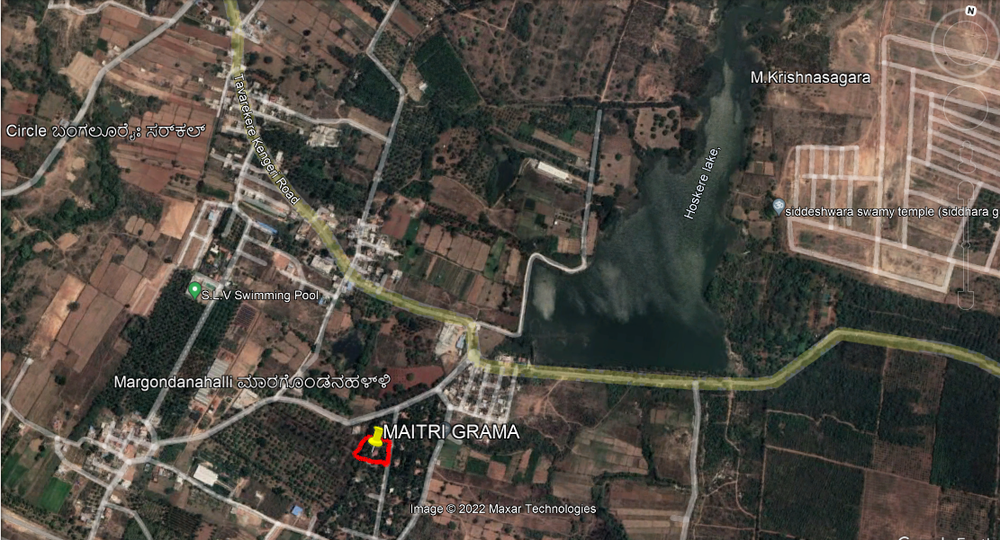 N
M.Krishnasagara
Tavarekere Kengeri Road
Circle ಬಂಗಲೂರೈಃ ಸರ್‌ಕಲ್
Hoskere lake,
siddeshwara swamy temple (siddhara g
S.L.V Swimming Pool
Margondanahalli ಮಾರಗೊಂಡನಹಳ್ಳಿ
MAITRI GRAMA
Image © 2022 Maxar Technologies